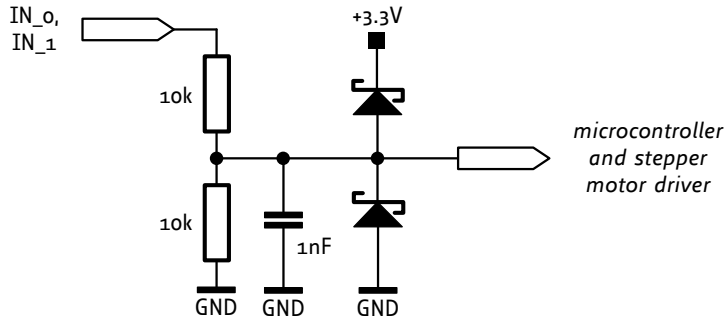 IN_0,
IN_1
+3.3V
10k
microcontroller
and stepper
motor driver
10k
1nF
GND
GND
GND